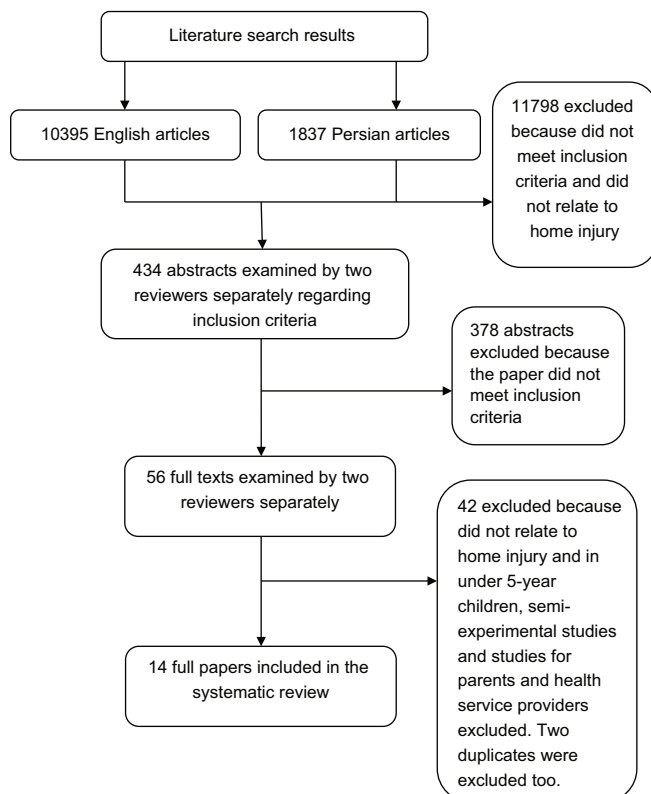 Literature search results
10395 English articles
1837 Persian articles
11798 excluded
because did not
meet inclusion
criteria and did
not relate to
home injury
434 abstracts examined by two
reviewers separately regarding
inclusion criteria
378 abstracts
excluded because
the paper did not
meet inclusion
criteria
56 full texts examined by two
reviewers separately
42 excluded because
did not relate to
home injury and in
under 5-year
children, semi-
experimental studies
and studies for
parents and health
service providers
excluded. Two
duplicates were
excluded too.
14 full papers included in the
systematic review